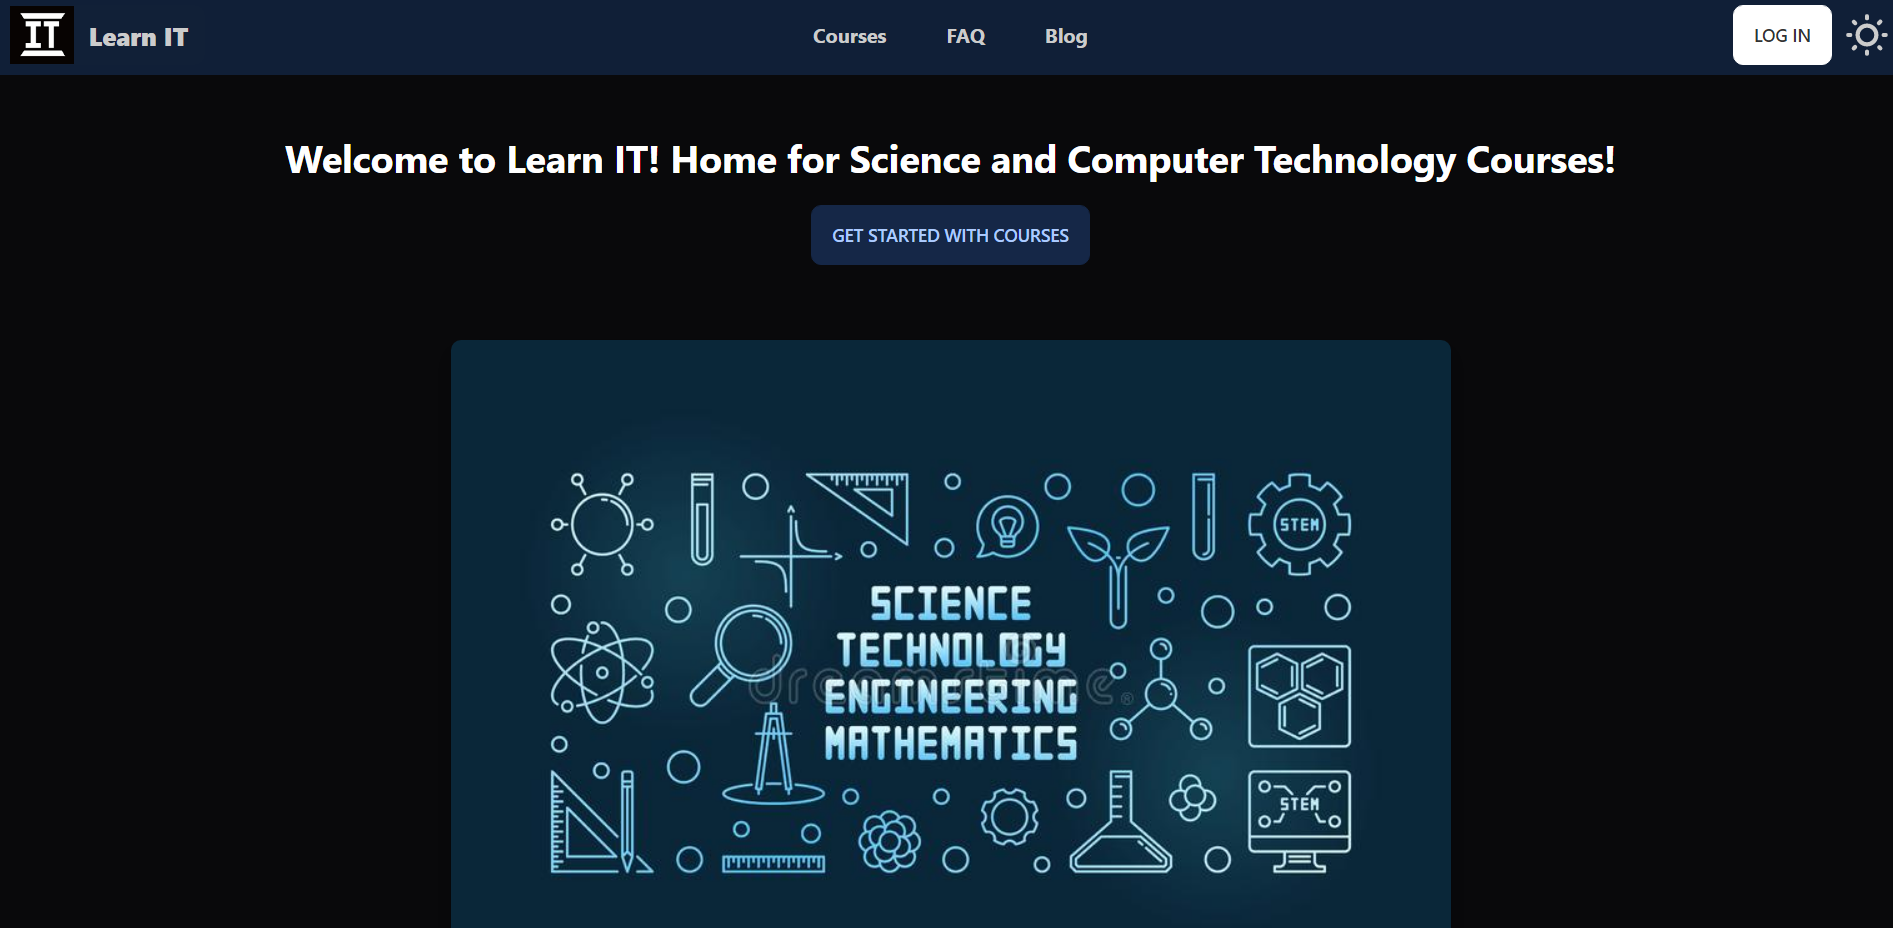 IT Learn IT Courses FAQ Blog LOG IN
Welcome to Learn IT! Home for Science and Computer Technology Courses!
GET STARTED WITH COURSES
STEM
SCIENCE
TECHNOLOGY
dreamstime®
ENGINEERING
MATHEMATICS
STEM